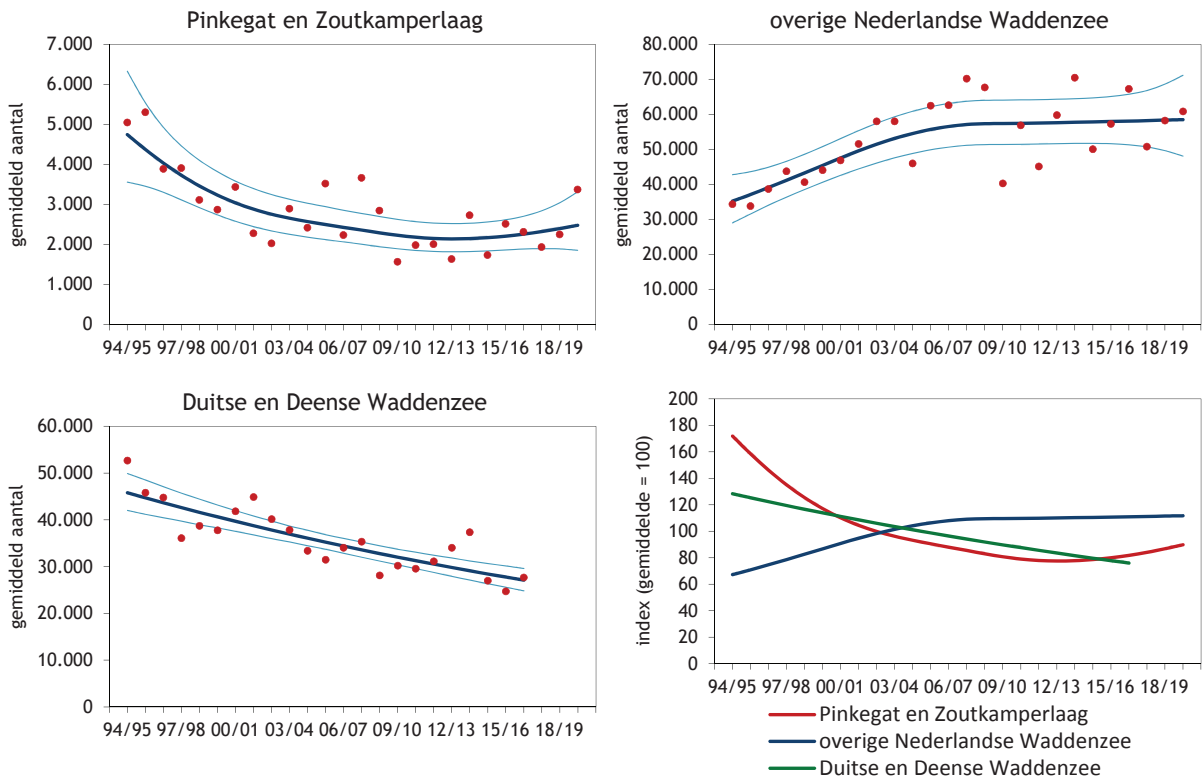 Pinkegat en Zoutkamperlaag
gemiddeld aantal
7.000
6.000
5.000
4.000
3.000
2.000
1.000
0
94/95 97/98 00/01 03/04 06/07 09/10 12/13 15/16 18/19
overige Nederlandse Waddenzee
gemiddeld aantal
80.000
70.000
60.000
50.000
40.000
30.000
20.000
10.000
0
94/95 97/98 00/01 03/04 06/07 09/10 12/13 15/16 18/19
Duitse en Deense Waddenzee
gemiddeld aantal
60.000
50.000
40.000
30.000
20.000
10.000
0
94/95 97/98 00/01 03/04 06/07 09/10 12/13 15/16 18/19
index (gemiddelde = 100)
200
180
160
140
120
100
80
60
40
20
0
94/95 97/98 00/01 03/04 06/07 09/10 12/13 15/16 18/19
Pinkegat en Zoutkamperlaag
overige Nederlandse Waddenzee
Duitse en Deense Waddenzee